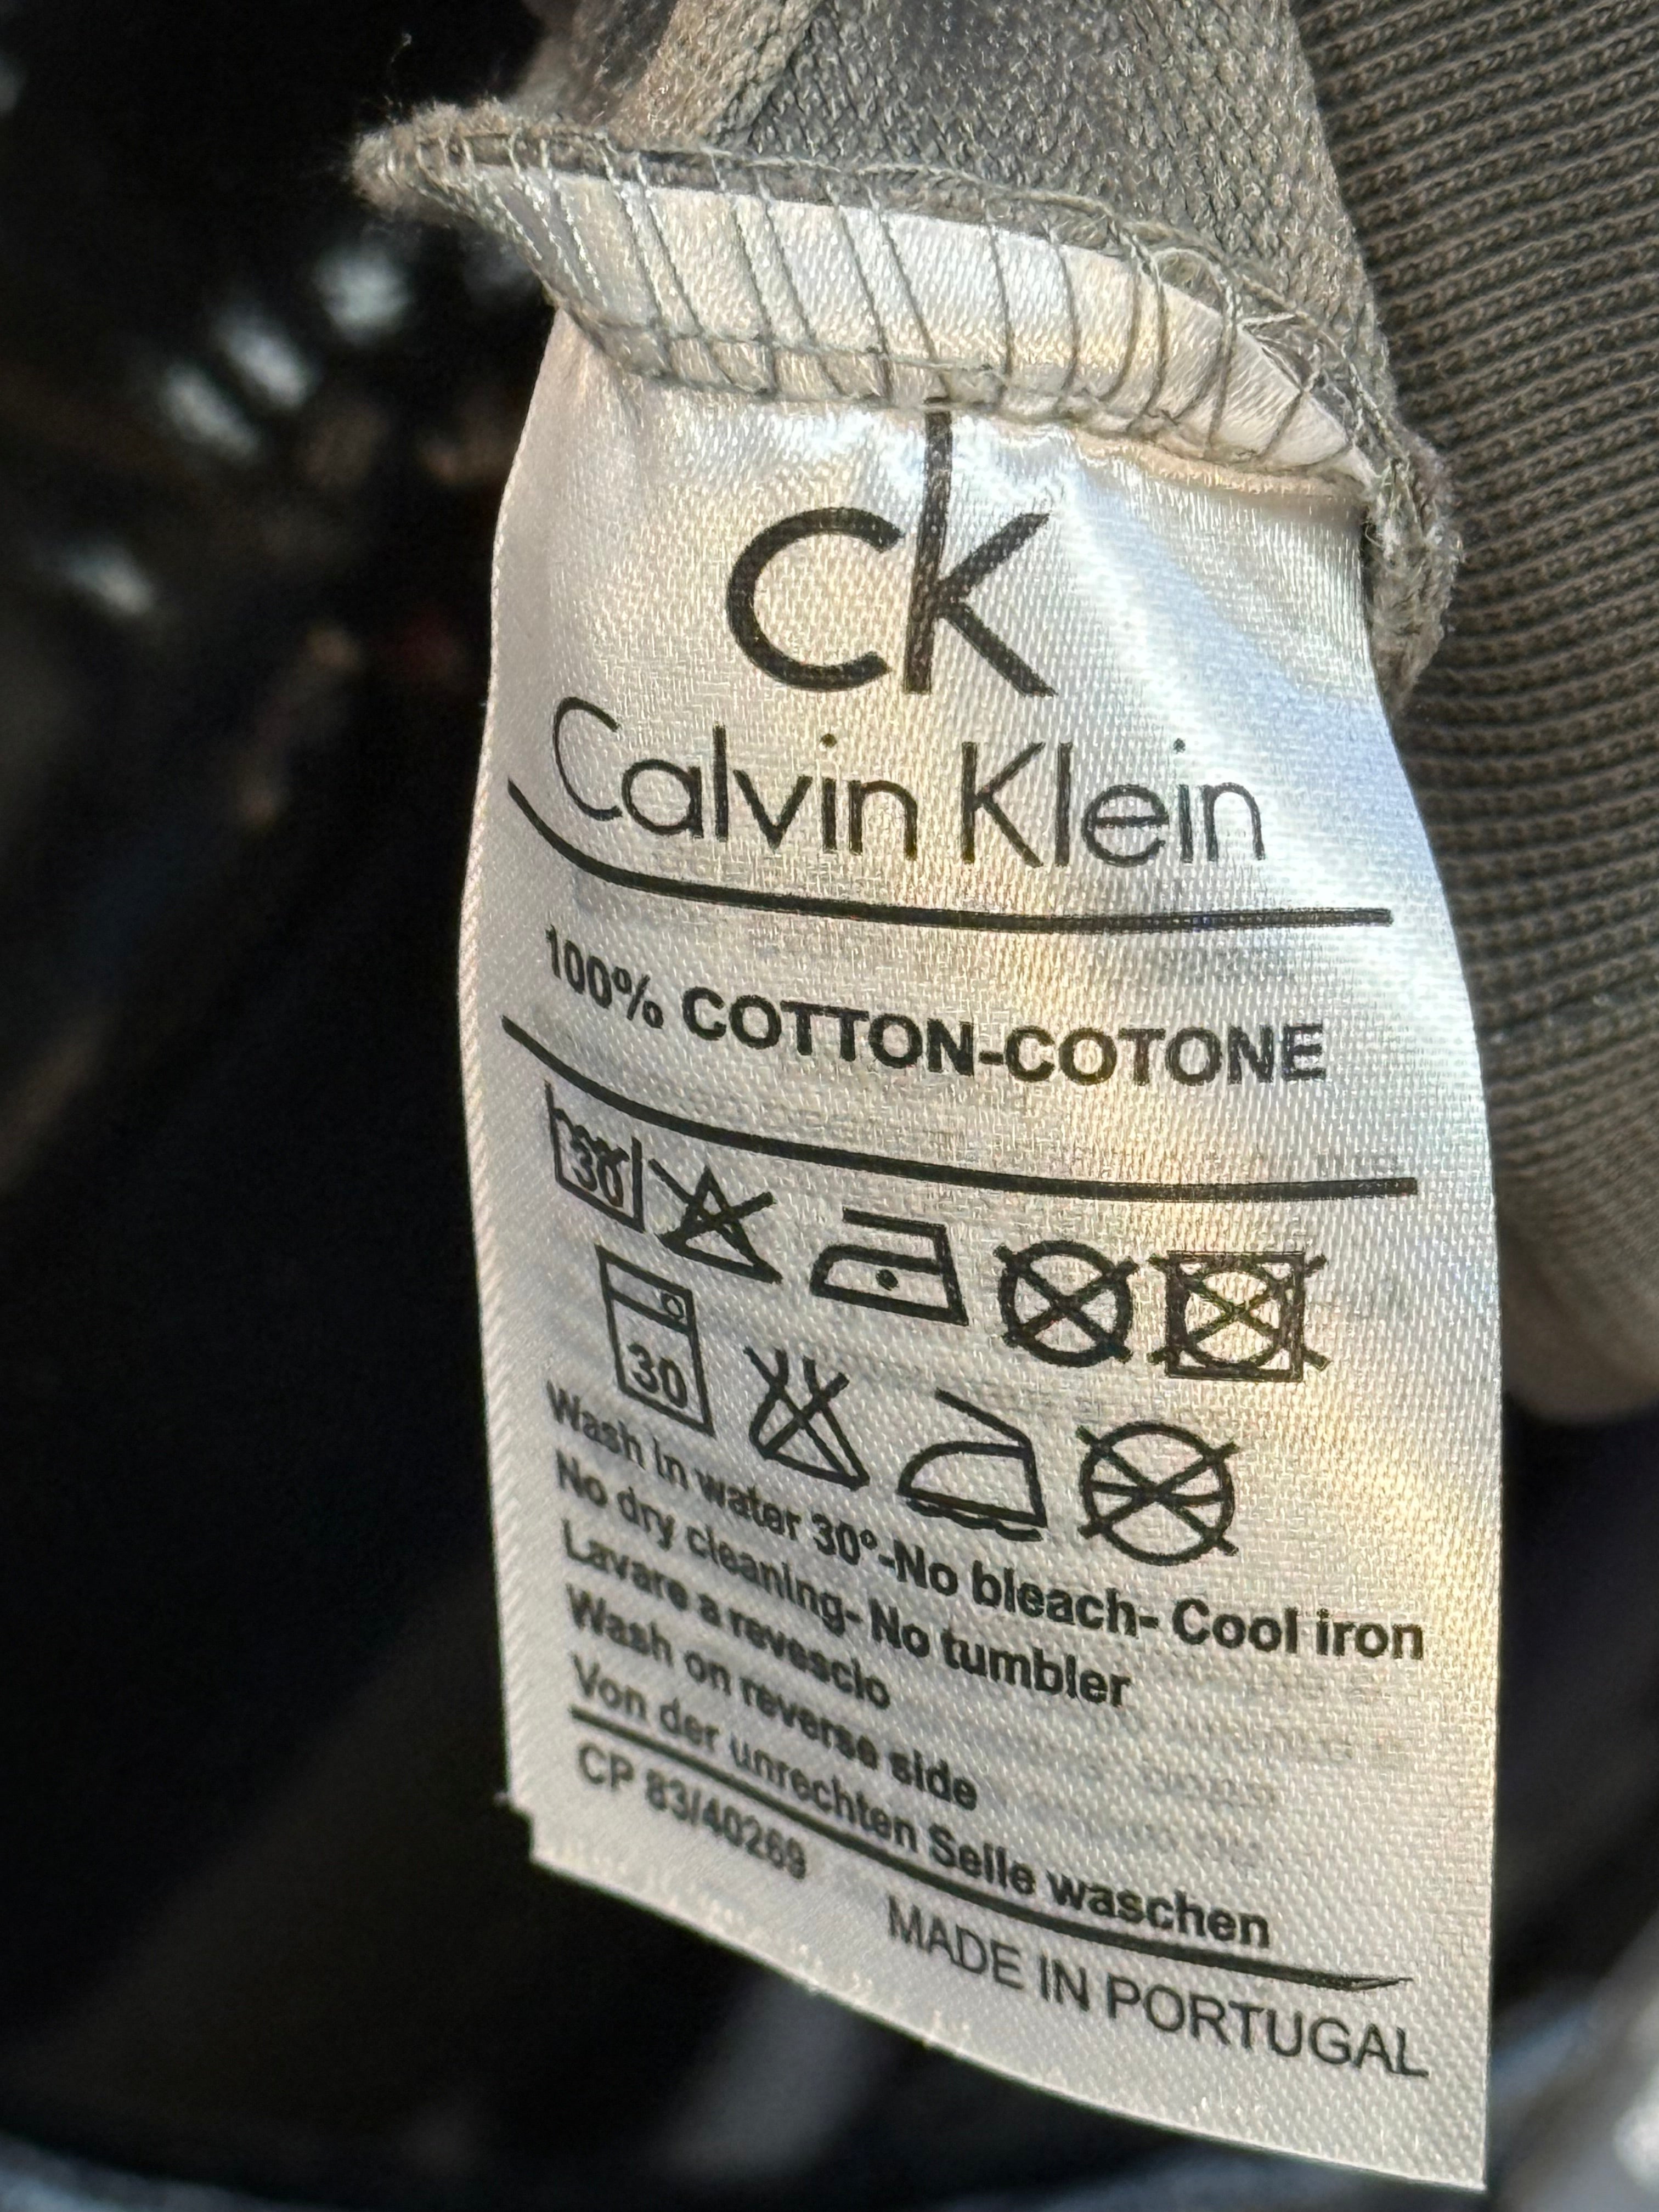 ck
Calvin Klein
100% COTTON-COTONE
30
30
Wash in water 30°-No bleach- Cool iron
No dry cleaning- No tumbler
Lavare a revescio
Wash on reverse side
Von der unrechten Selle waschen
CP 83/40269
MADE IN PORTUGAL